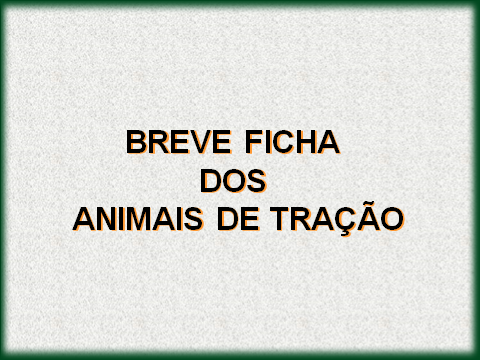 BREVE FICHA
DOS
ANIMAIS DE TRAÇÃO